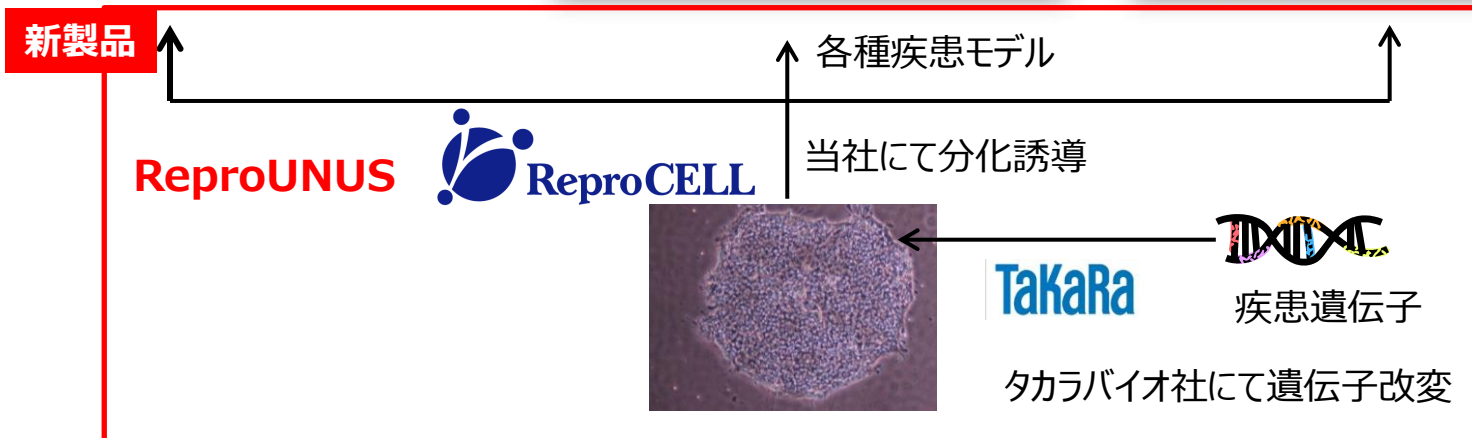 新製品
各種疾患モデル
ReproUNUS
ReproCELL
当社にて分化誘導
TaKaRa
疾患遺伝子
タカラバイオ社にて遺伝子改変